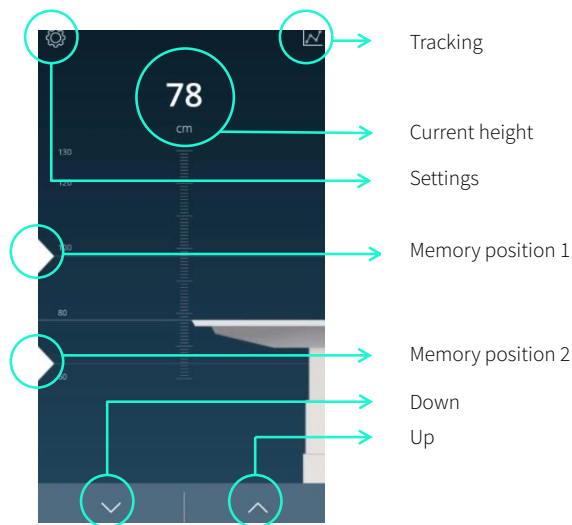 Tracking
78
cm
Current height
130
Settings
120
100
Memory position 1
80
Memory position 2
60
Down
Up